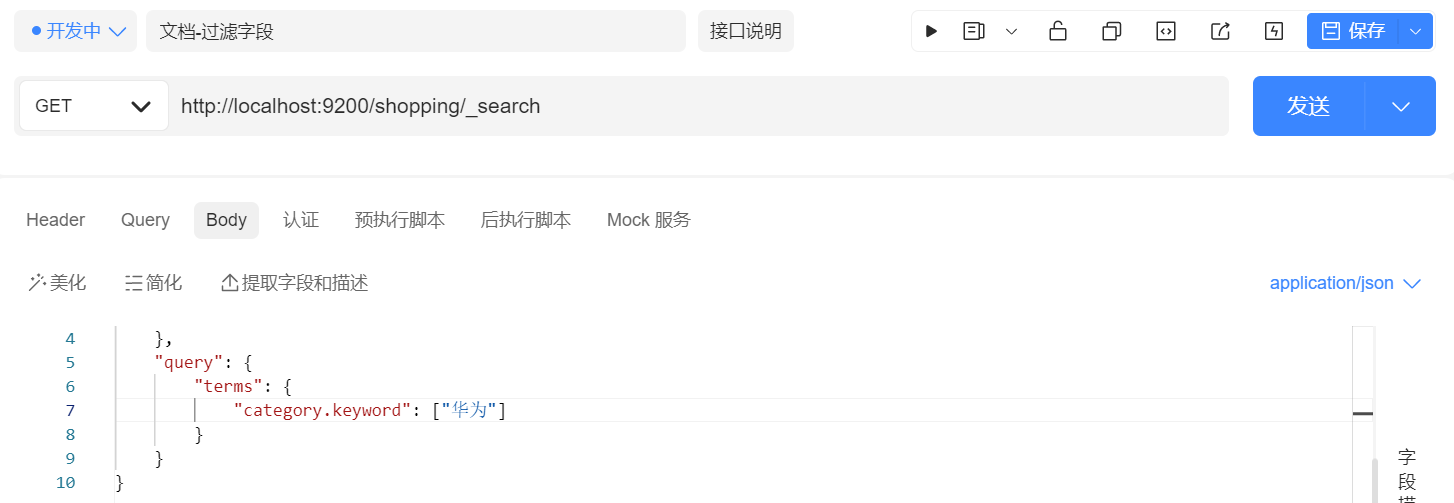 开发中
文档-过滤字段
接口说明
保存
GET
http://localhost:9200/shopping/_search
发送
Header Query Body 认证 预执行脚本 后执行脚本 Mock 服务
美化 简化 提取字段和描述
application/json
4 },
5 "query": {
6 "terms": {
7 "category.keyword": ["华为"]
8 }
9 }
10 }
字
段